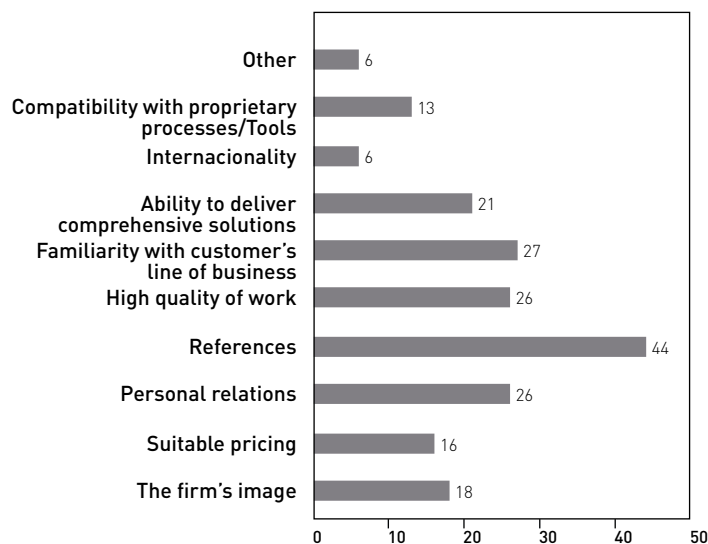 Other 6
Compatibility with proprietary
processes/Tools 13
Internacionality 6
Ability to deliver
comprehensive solutions 21
Familiarity with customer's
line of business 27
High quality of work 26
References 44
Personal relations 26
Suitable pricing 16
The firm's image 18
0 10 20 30 40 50